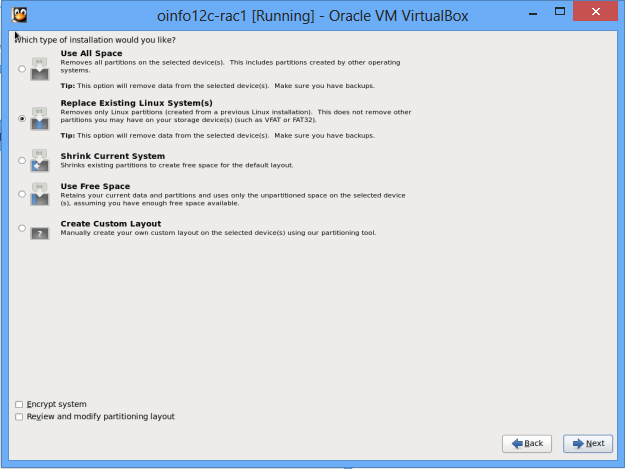 oinfo12c-rac1 [Running] - Oracle VM VirtualBox
Which type of installation would you like?
Use All Space
Removes all partitions on the selected device(s). This includes partitions created by other operating
systems.
Tip: This option will remove data from the selected device(s). Make sure you have backups.
Replace Existing Linux System(s)
Removes only Linux partitions (created from a previous Linux installation). This does not remove other
partitions you may have on your storage device(s) (such as VFAT or FAT32).
Tip: This option will remove data from the selected device(s). Make sure you have backups.
Shrink Current System
Shrinks existing partitions to create free space for the default layout.
Use Free Space
Retains your current data and partitions and uses only the unpartitioned space on the selected device
(s), assuming you have enough free space available.
Create Custom Layout
Manually create your own custom layout on the selected device(s) using our partitioning tool.
Encrypt system
Review and modify partitioning layout
Back Next